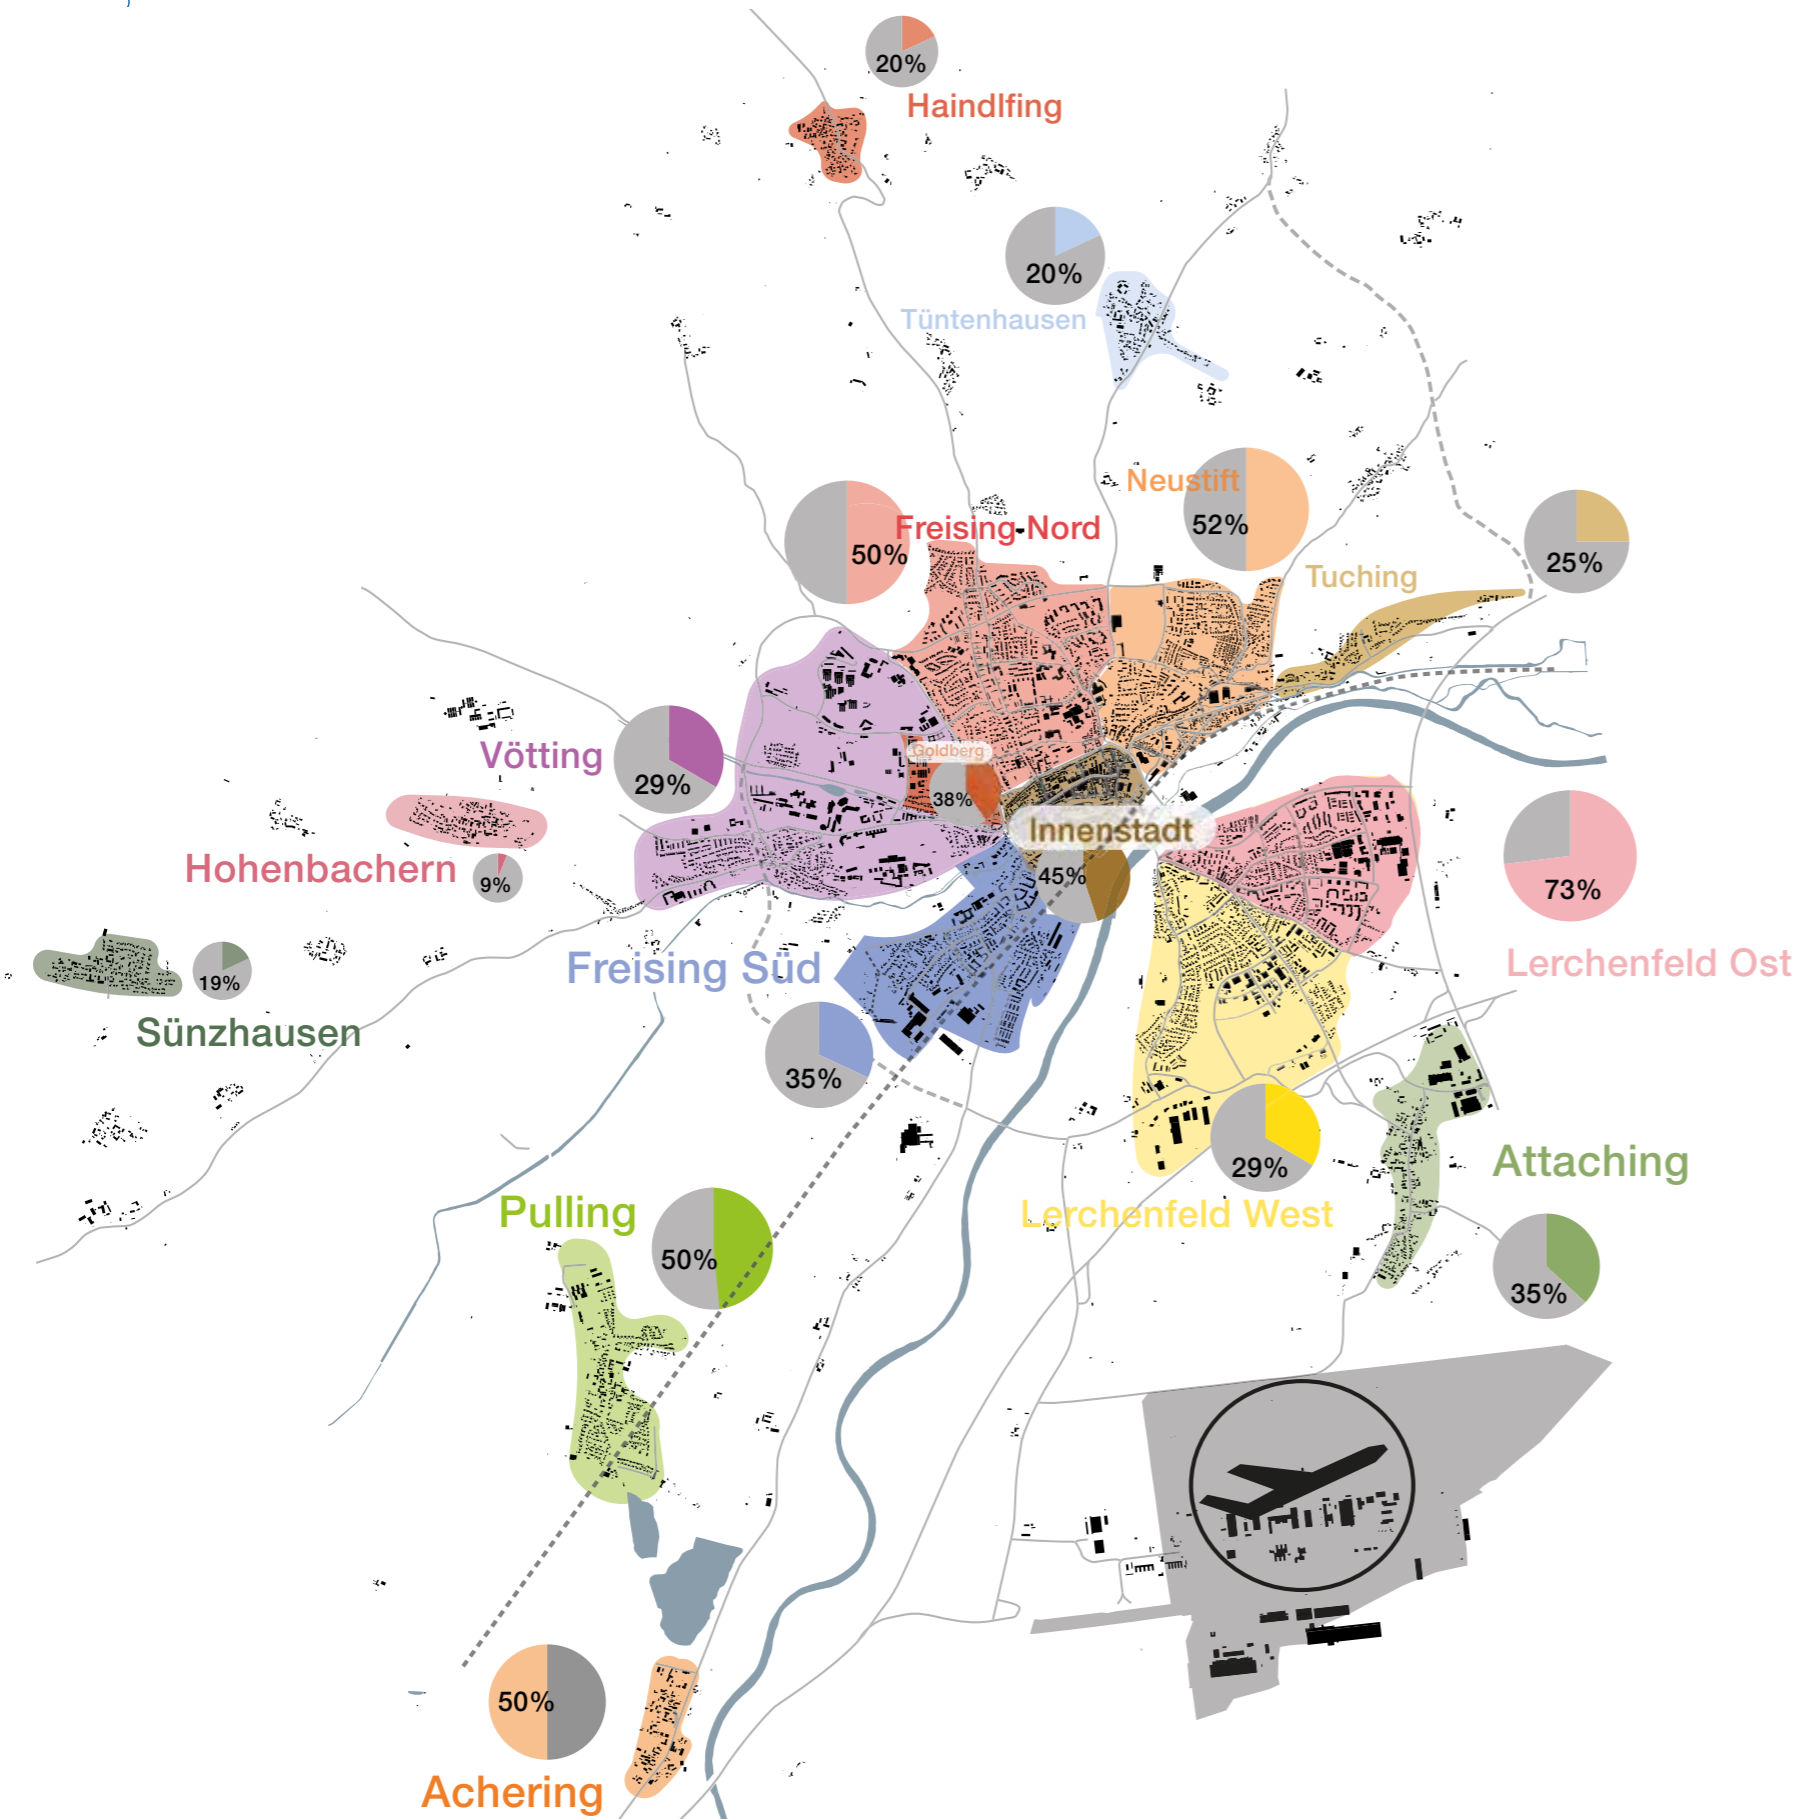 20%
Haindlfing
20%
Tüntenhausen
Neustift
52%
Freising-Nord
50%
Tuching
25%
Vötting
29%
Goldberg
38%
Innenstadt
45%
Hohenbachern
9%
73%
Lerchenfeld Ost
Freising Süd
35%
19%
Sünzhausen
29%
Lerchenfeld West
Attaching
35%
Pulling
50%
50%
Achering